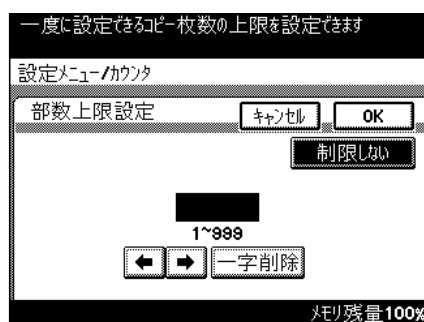 一度に設定できるｺﾋﾟｰ枚数の上限を設定できます
設定ﾒﾆｭｰ/ｶｳﾝﾀ
部数上限設定
ｷｬﾝｾﾙ
OK
制限しない
1~999
← → 一字削除
ﾒﾓﾘ残量100%